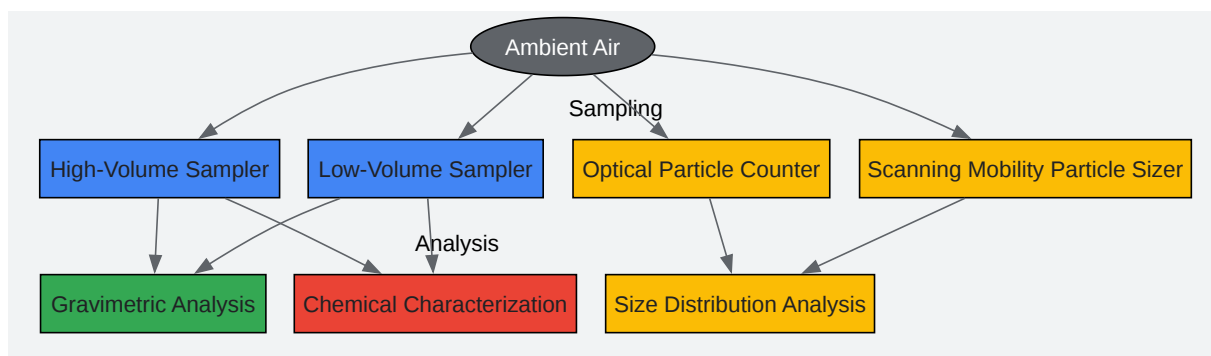 Ambient Air
Sampling
High-Volume Sampler
Low-Volume Sampler
Optical Particle Counter
Scanning Mobility Particle Sizer
Analysis
Gravimetric Analysis
Chemical Characterization
Size Distribution Analysis